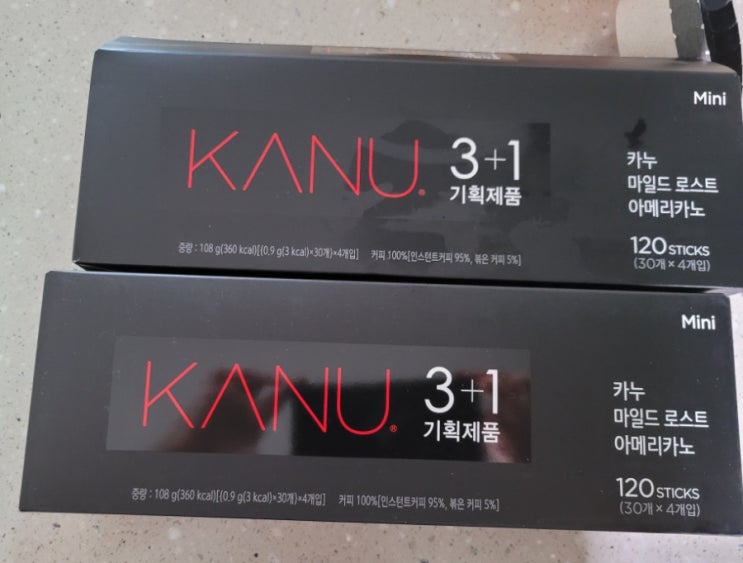 Mini
KANU® 3+1
기획제품
카누
마일드 로스트
아메리카노
120 STICKS
(30개 × 4개입)
중량 : 108 g(360 kcal)[(0.9 g(3 kcal)×30개)×4개입] 커피 100%[인스턴트커피 95%, 볶은 커피 5%]
Mini
KANU® 3+1
기획제품
카누
마일드 로스트
아메리카노
120 STICKS
(30개 × 4개입)
중량 : 108 g(360 kcal)[(0.9 g(3 kcal)×30개)×4개입] 커피 100%[인스턴트커피 95%, 볶은 커피 5%]